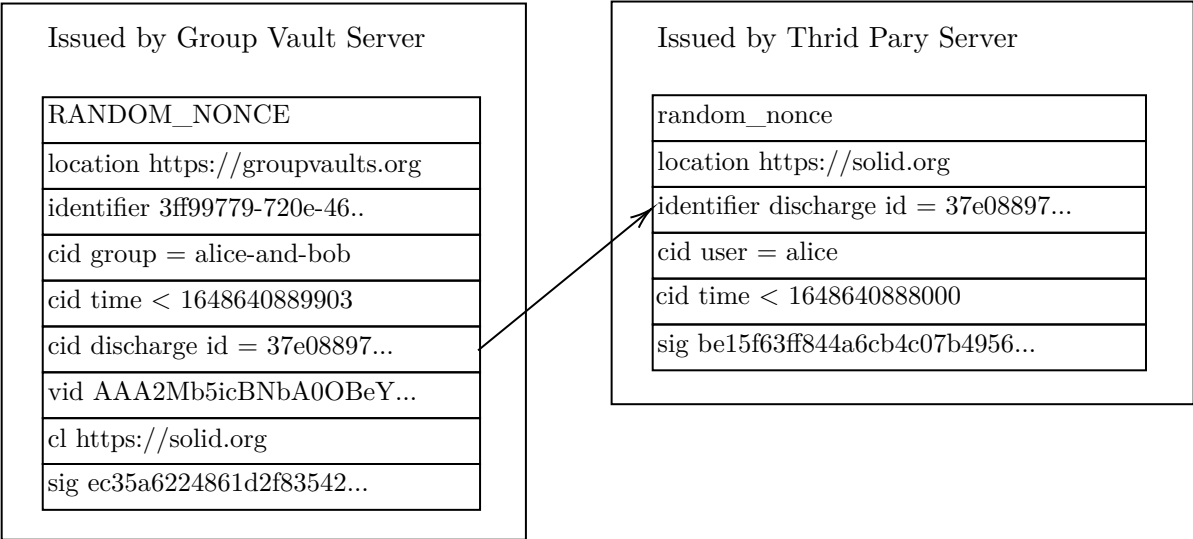 Issued by Group Vault Server
RANDOM_NONCE
location https://groupvaults.org
identifier 3ff99779-720e-46..
cid group = alice-and-bob
cid time < 1648640889903
cid discharge id = 37e08897...
vid AAA2Mb5icBNbA0OBeY...
cl https://solid.org
sig ec35a6224861d2f83542...
Issued by Thrid Pary Server
random_nonce
location https://solid.org
identifier discharge id = 37e08897...
cid user = alice
cid time < 1648640888000
sig be15f63ff844a6cb4c07b4956...